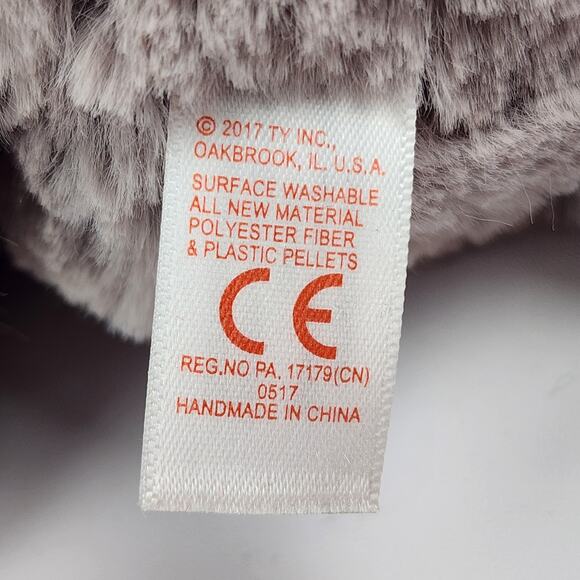 © 2017 TY INC.,
OAKBROOK, IL. U.S.A.
SURFACE WASHABLE
ALL NEW MATERIAL
POLYESTER FIBER
& PLASTIC PELLETS
CE
REG.NO PA. 17179(CN)
0517
HANDMADE IN CHINA